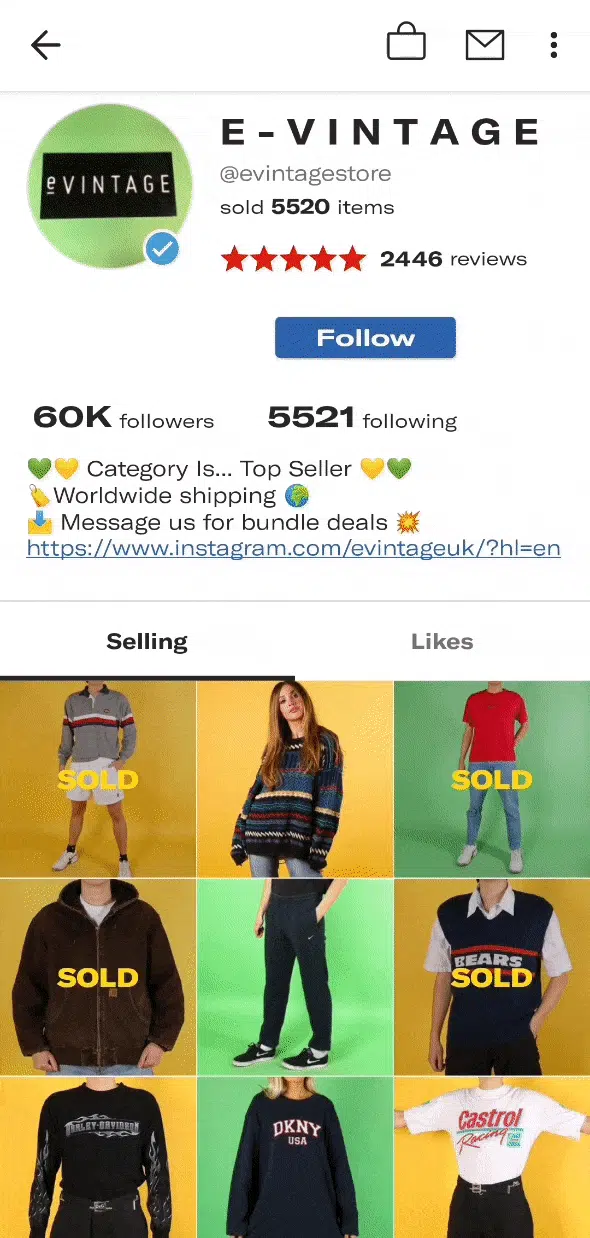 E-VINTAGE
eVINTAGE
@evintagestore
sold 5520 items
2446 reviews
Follow
60K followers 5521 following
💚💛 Category Is... Top Seller 💛💚
🏷️Worldwide shipping 🌍
📩 Message us for bundle deals 💥
https://www.instagram.com/evintageuk/?hl=en
Selling Likes
SOLD
SOLD
SOLD
BEARS
SOLD
HARLEY-DAVIDSON
DKNY
USA
Castrol
Racing